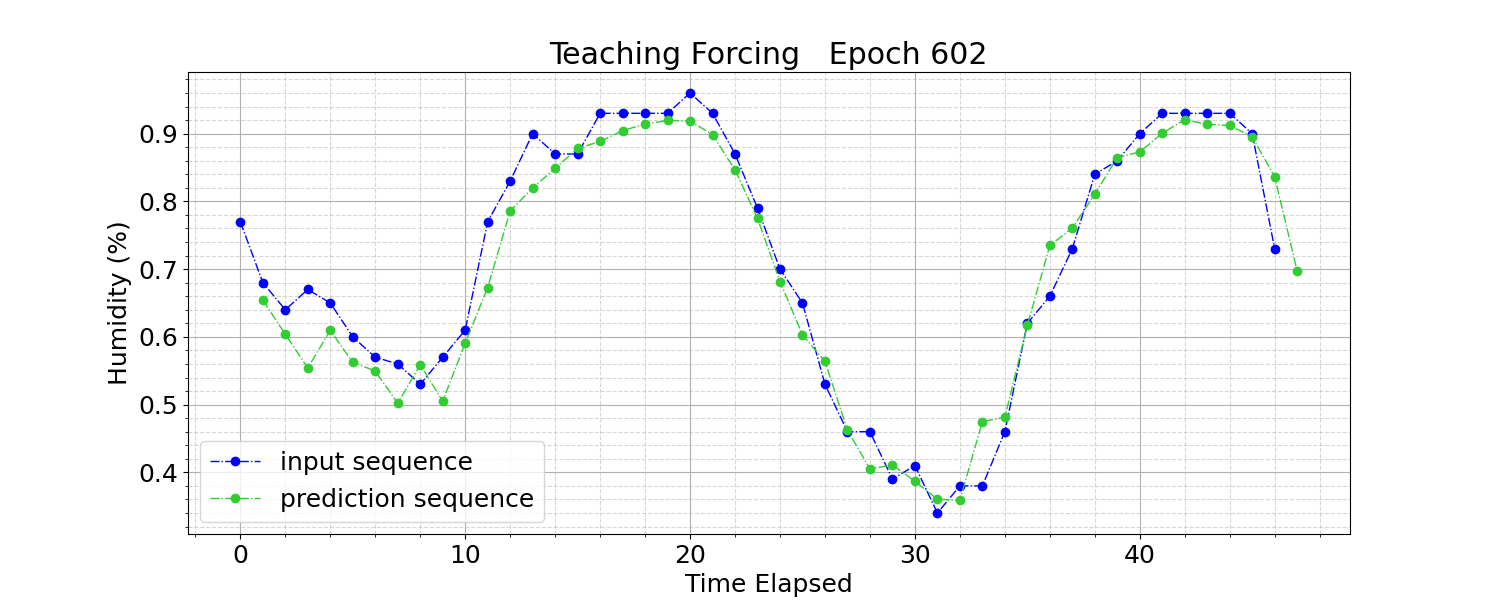 Teaching Forcing   Epoch 602
Humidity (%)
0.9
0.8
0.7
0.6
0.5
0.4
input sequence
prediction sequence
0 10 20 30 40
Time Elapsed